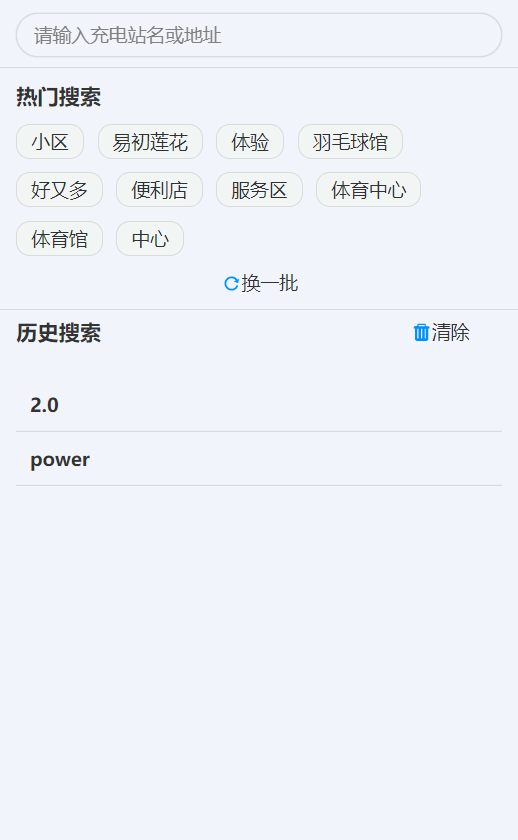 请输入充电站名或地址
热门搜索
小区 易初莲花 体验 羽毛球馆
好又多 便利店 服务区 体育中心
体育馆 中心
换一批
历史搜索 清除
2.0
power